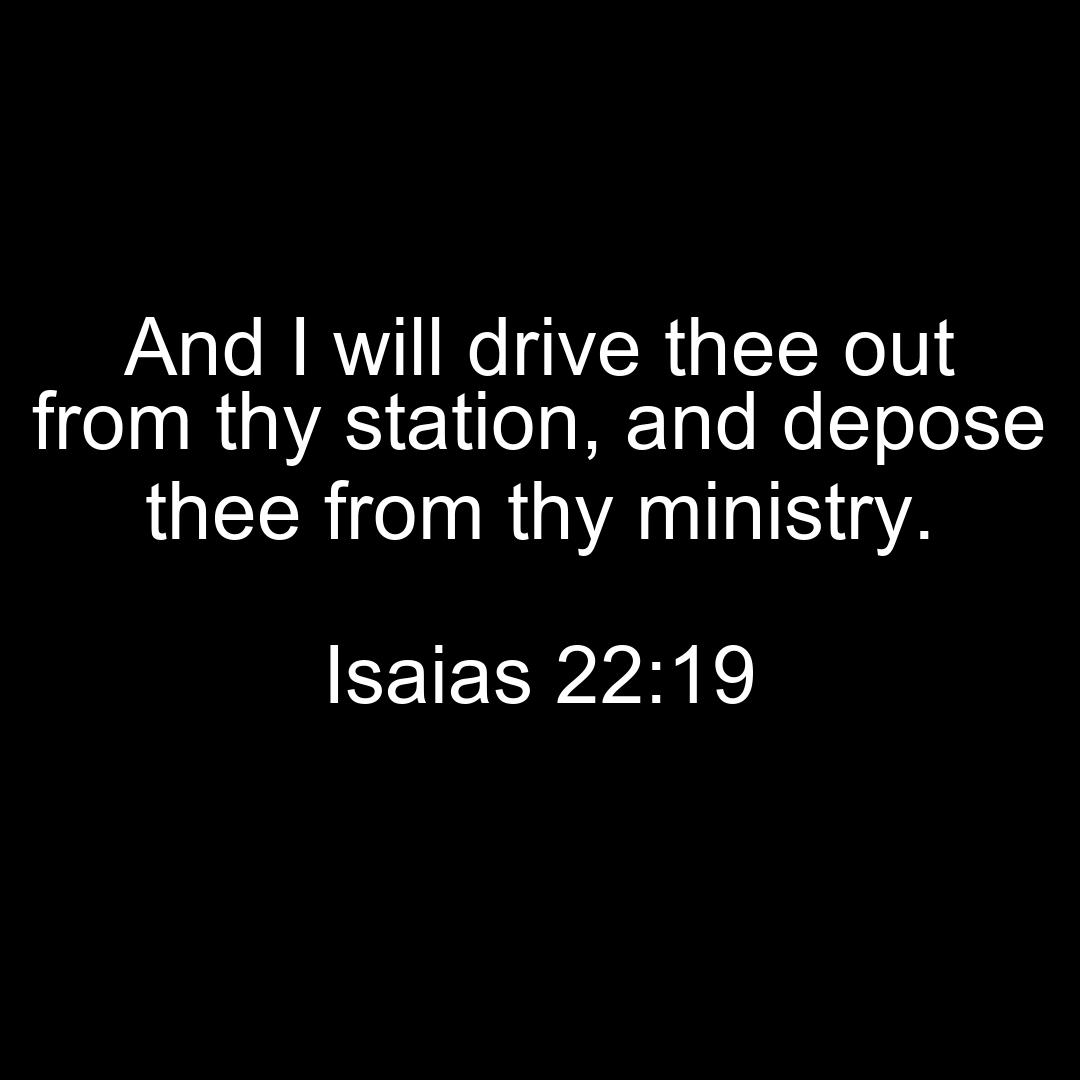 And I will drive thee out
from thy station, and depose
thee from thy ministry.
Isaias 22:19